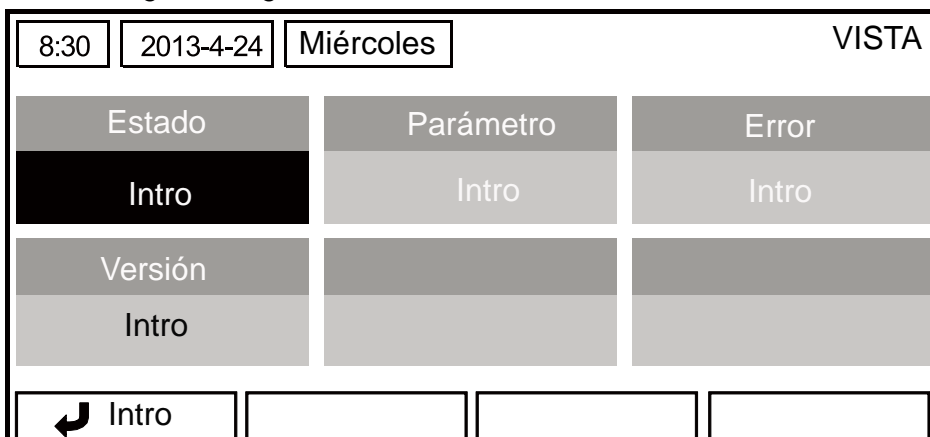 8:30 2013-4-24 Miércoles VISTA
Estado Parámetro Error
Intro Intro Intro
Versión
Intro
Intro